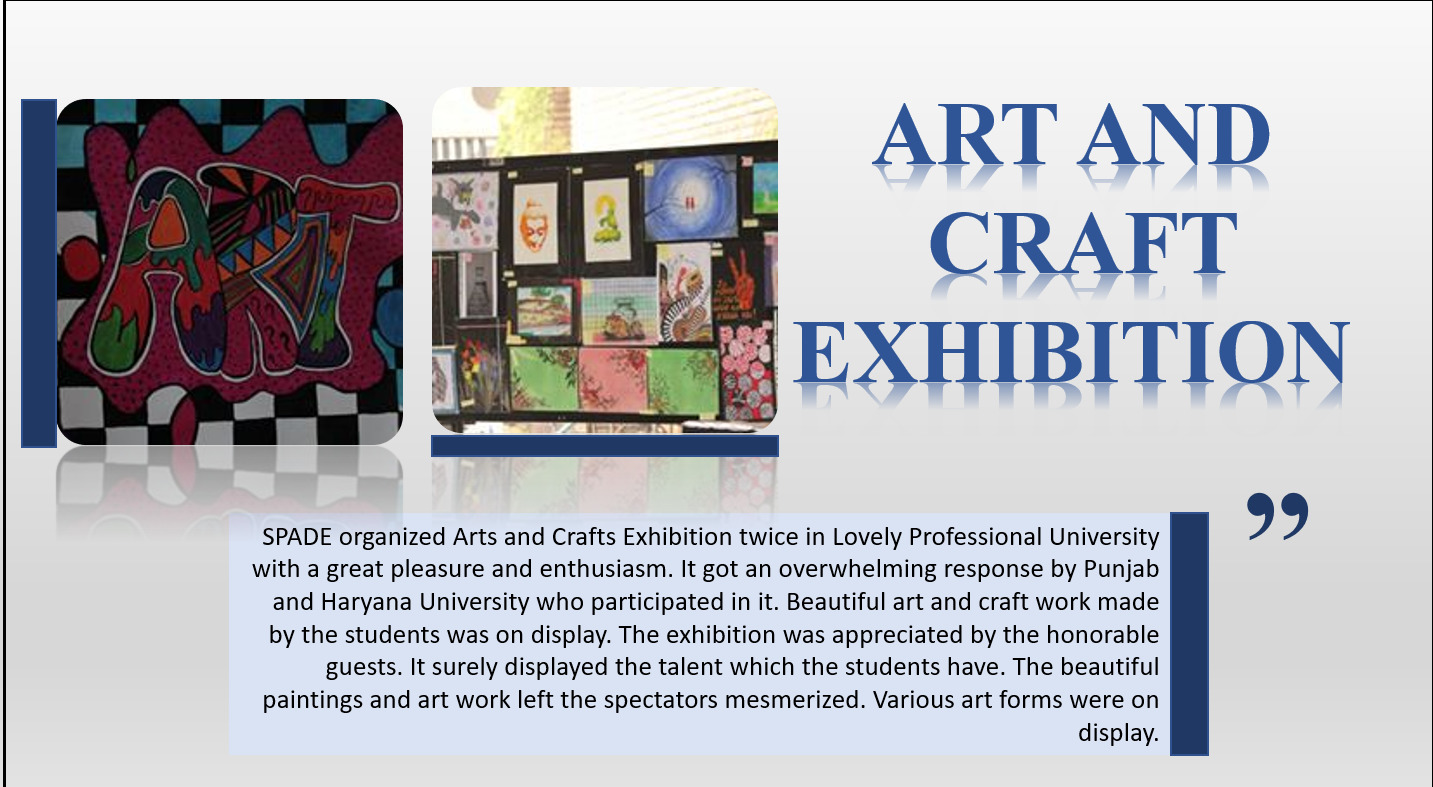 ART
ART AND
CRAFT
EXHIBITION
”
SPADE organized Arts and Crafts Exhibition twice in Lovely Professional University
with a great pleasure and enthusiasm. It got an overwhelming response by Punjab
and Haryana University who participated in it. Beautiful art and craft work made
by the students was on display. The exhibition was appreciated by the honorable
guests. It surely displayed the talent which the students have. The beautiful
paintings and art work left the spectators mesmerized. Various art forms were on
display.